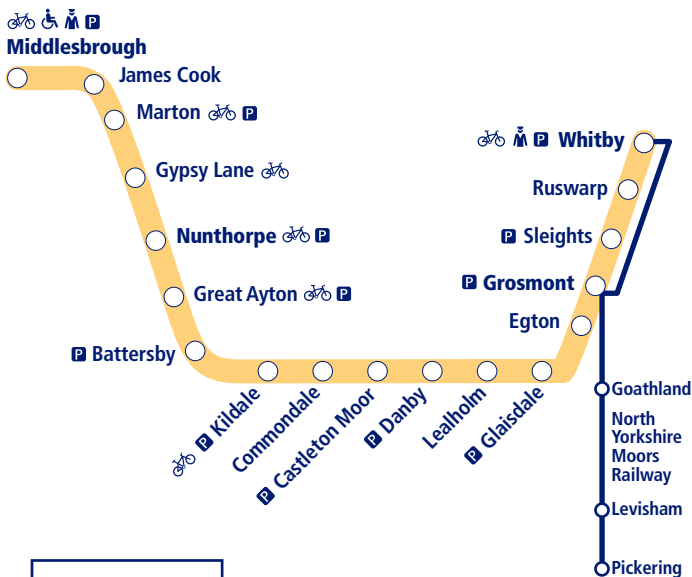 P
Middlesbrough
James Cook
Marton P
Gypsy Lane
Nunthorpe P
Great Ayton P
P Battersby
P Kildale
Commondale
P Castleton Moor
P Danby
Lealholm
P Glaisdale
Egton
P Grosmont
P Sleights
Ruswarp
P Whitby
Goathland
North
Yorkshire
Moors
Railway
Levisham
Pickering